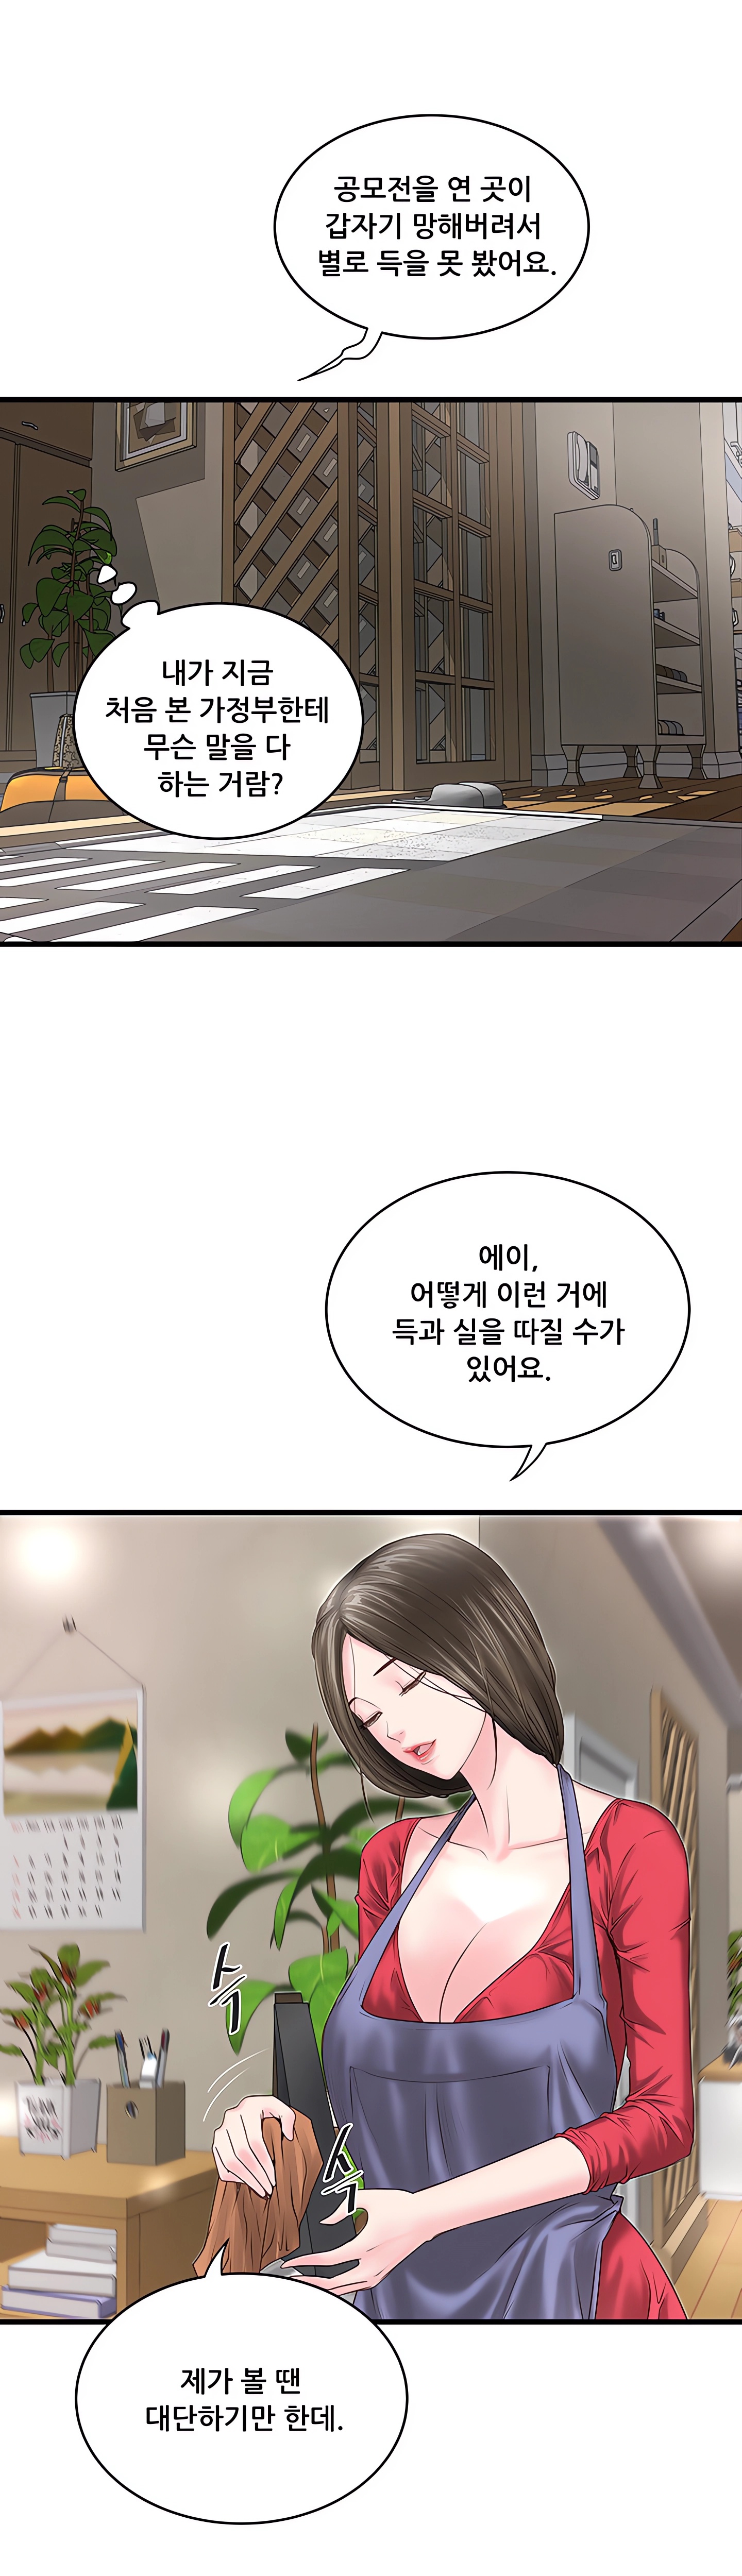 공모전을 연 곳이
갑자기 망해버려서
별로 득을 못 봤어요.
내가 지금
처음 본 가정부한테
무슨 말을 다
하는 거람?
에이,
어떻게 이런 거에
득과 실을 따질 수가
있어요.
슥
슥
제가 볼 땐
대단하기만 한데.